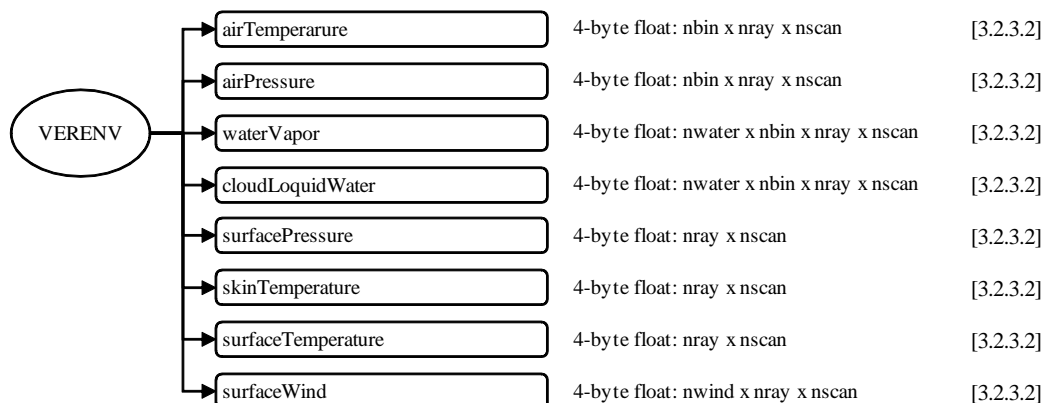 airTemperarure 4-byte float: nbin x nray x nscan [3.2.3.2]
airPressure 4-byte float: nbin x nray x nscan [3.2.3.2]
VERENV waterVapor 4-byte float: nwater x nbin x nray x nscan [3.2.3.2]
cloudLoquidWater 4-byte float: nwater x nbin x nray x nscan [3.2.3.2]
surfacePressure 4-byte float: nray x nscan [3.2.3.2]
skinTemperature 4-byte float: nray x nscan [3.2.3.2]
surfaceTemperature 4-byte float: nray x nscan [3.2.3.2]
surfaceWind 4-byte float: nwind x nray x nscan [3.2.3.2]